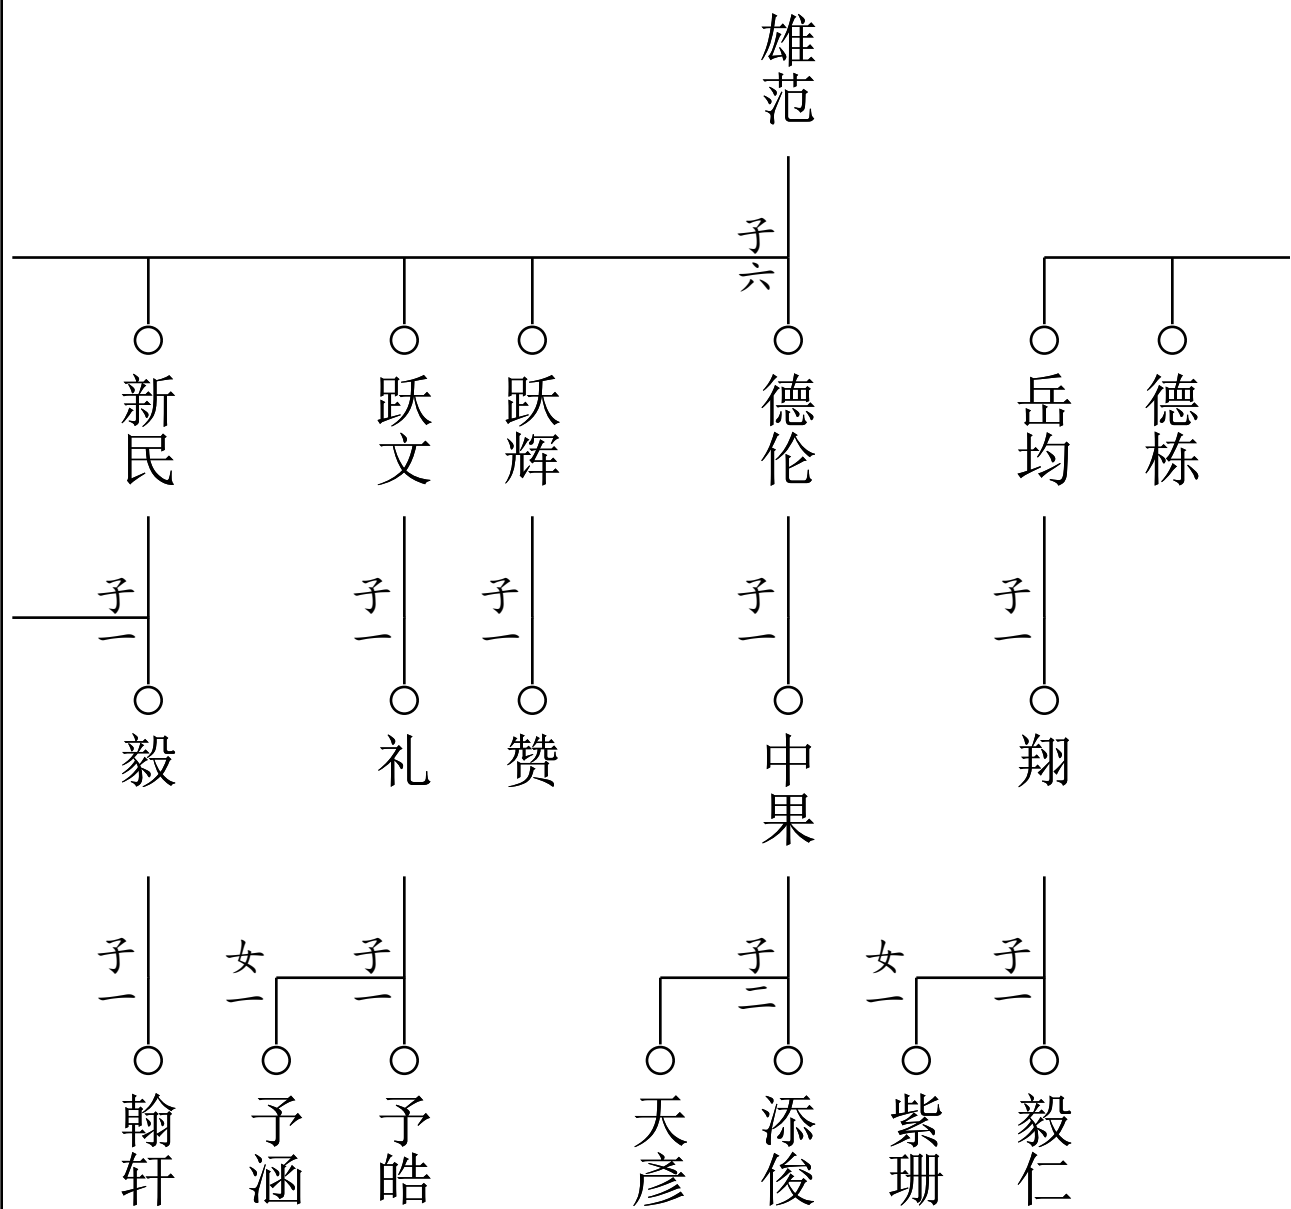 雄范
子六
德栋
岳均
德伦
跃辉
跃文
新民
子一
子一
子一
子一
子一
翔
中果
赞
礼
毅
子一
女一
子二
子一
女一
子一
毅仁
紫珊
添俊
天彦
予皓
予涵
翰轩